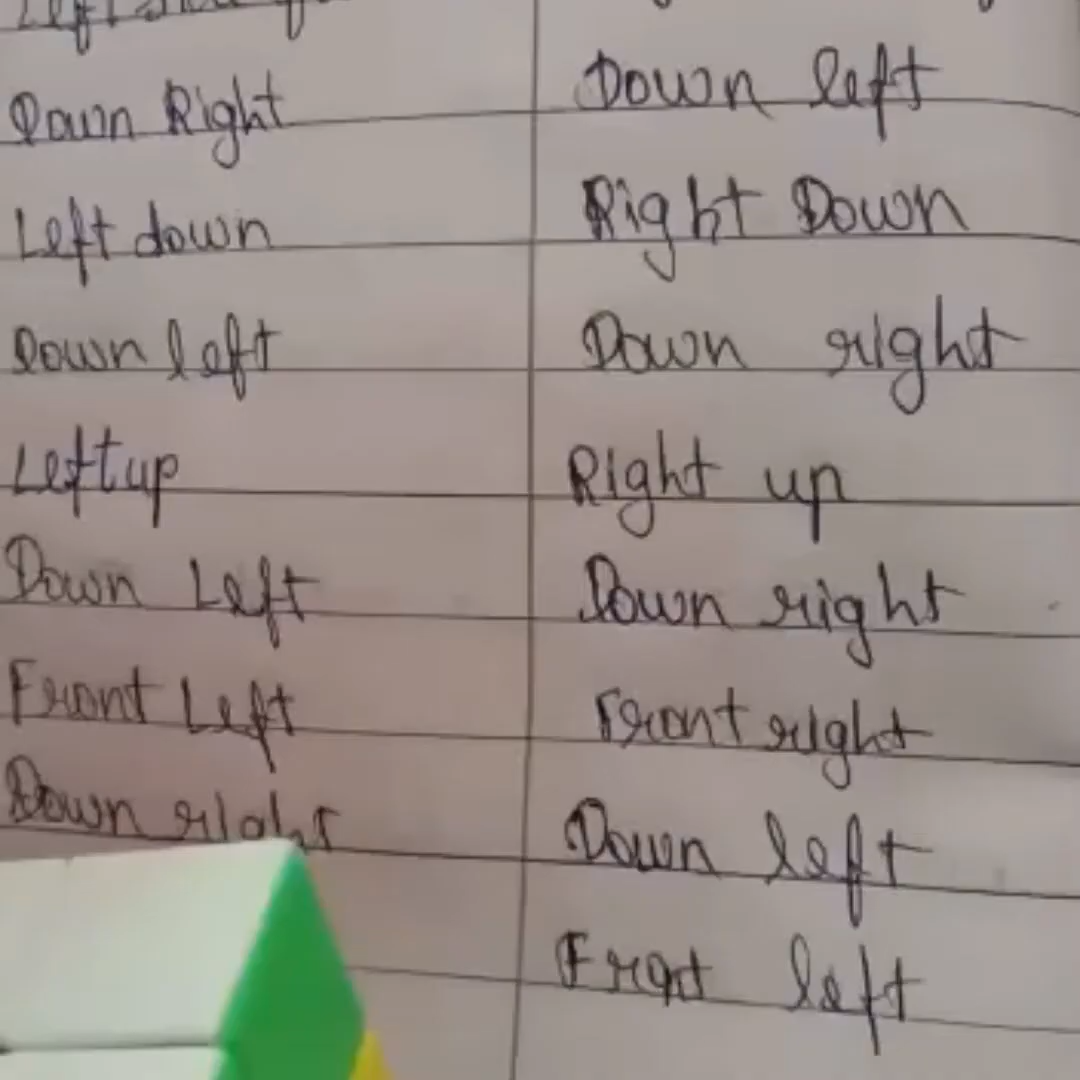 Down Right
Down left
Left down
Right Down
Down left
Down right
Left up
Right up
Down Left
Down right
Front Left
Front right
Down right
Down left
Front left